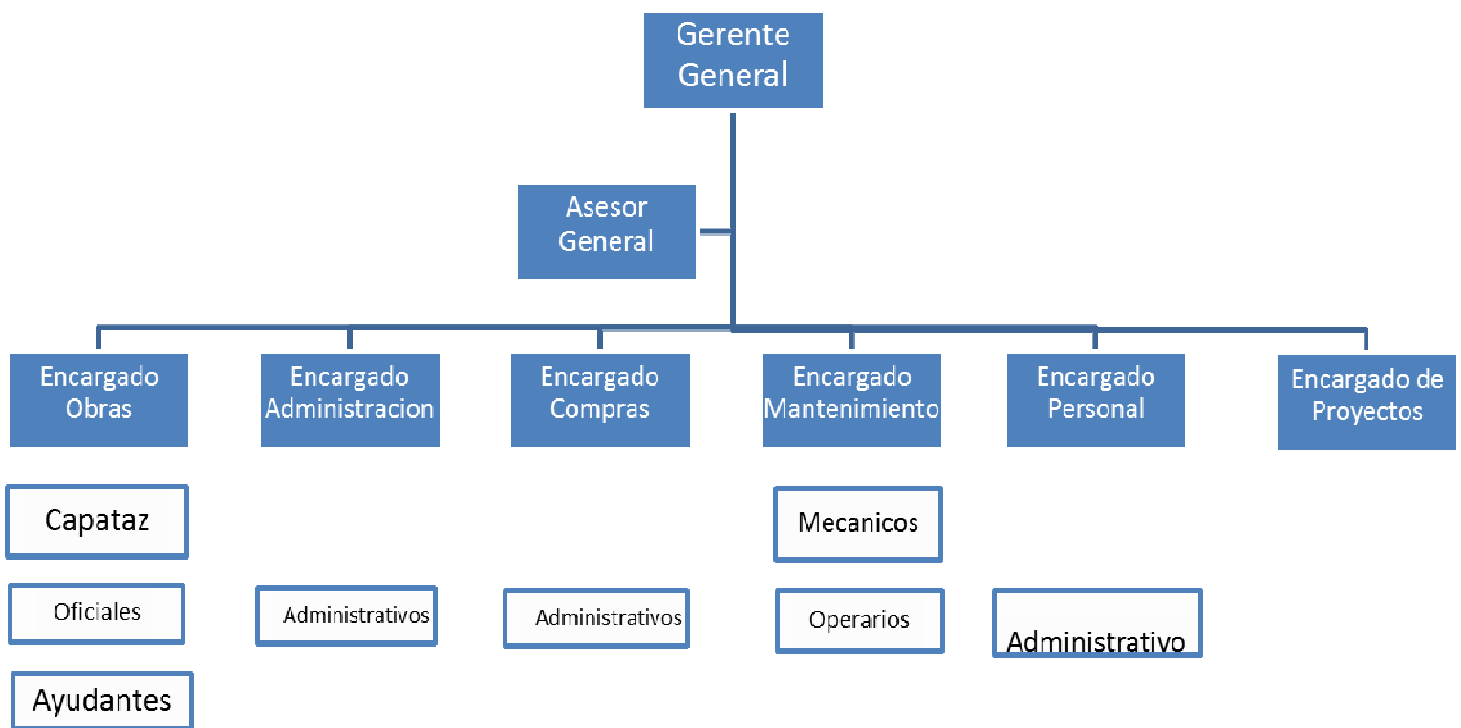 Gerente
General
Asesor
General
Encargado
Obras
Encargado
Administracion
Encargado
Compras
Encargado
Mantenimiento
Encargado
Personal
Encargado de
Proyectos
Capataz
Mecanicos
Oficiales
Administrativos
Administrativos
Operarios
Administrativo
Ayudantes